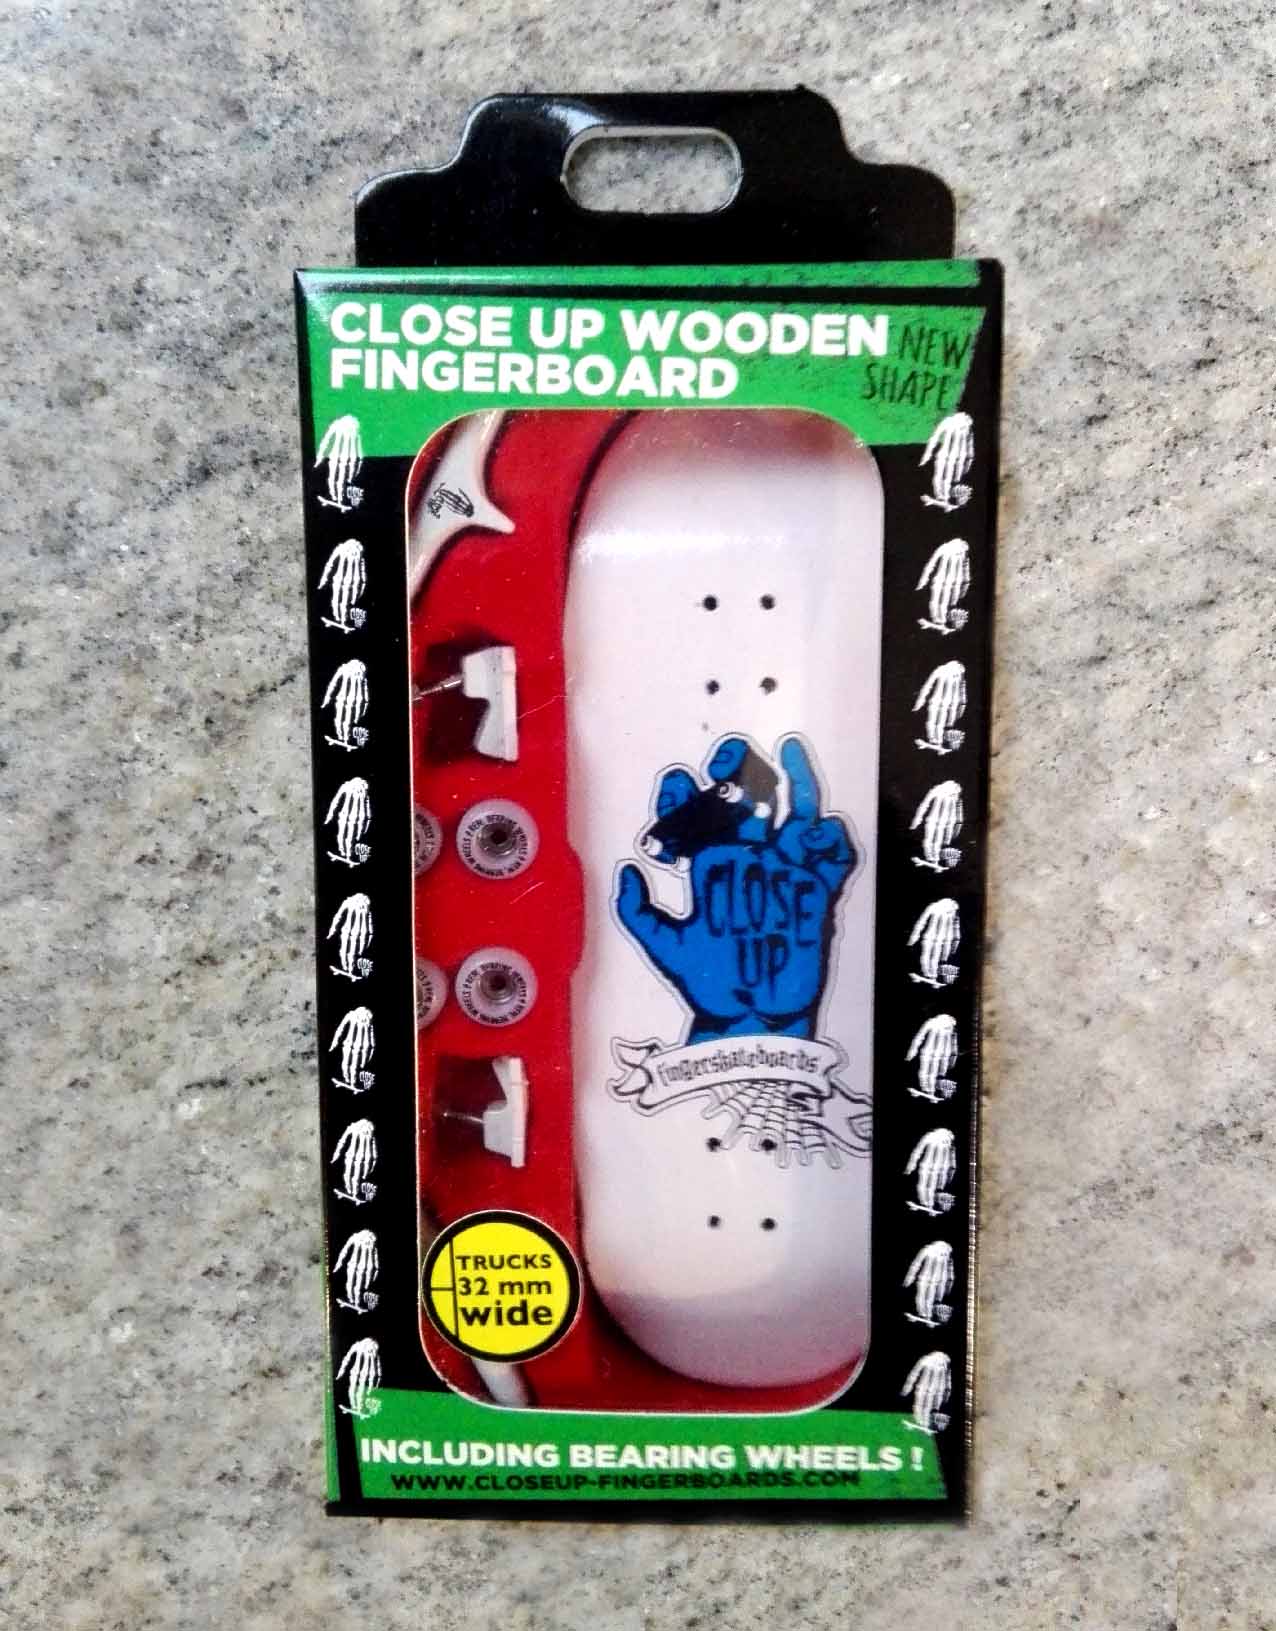 CLOSE UP WOODEN
FINGERBOARD
NEW
SHAPE
CLOSE
UP
fingerskateboards
TRUCKS
32 mm
wide
INCLUDING BEARING WHEELS !
WWW.CLOSEUP-FINGERBOARDS.COM